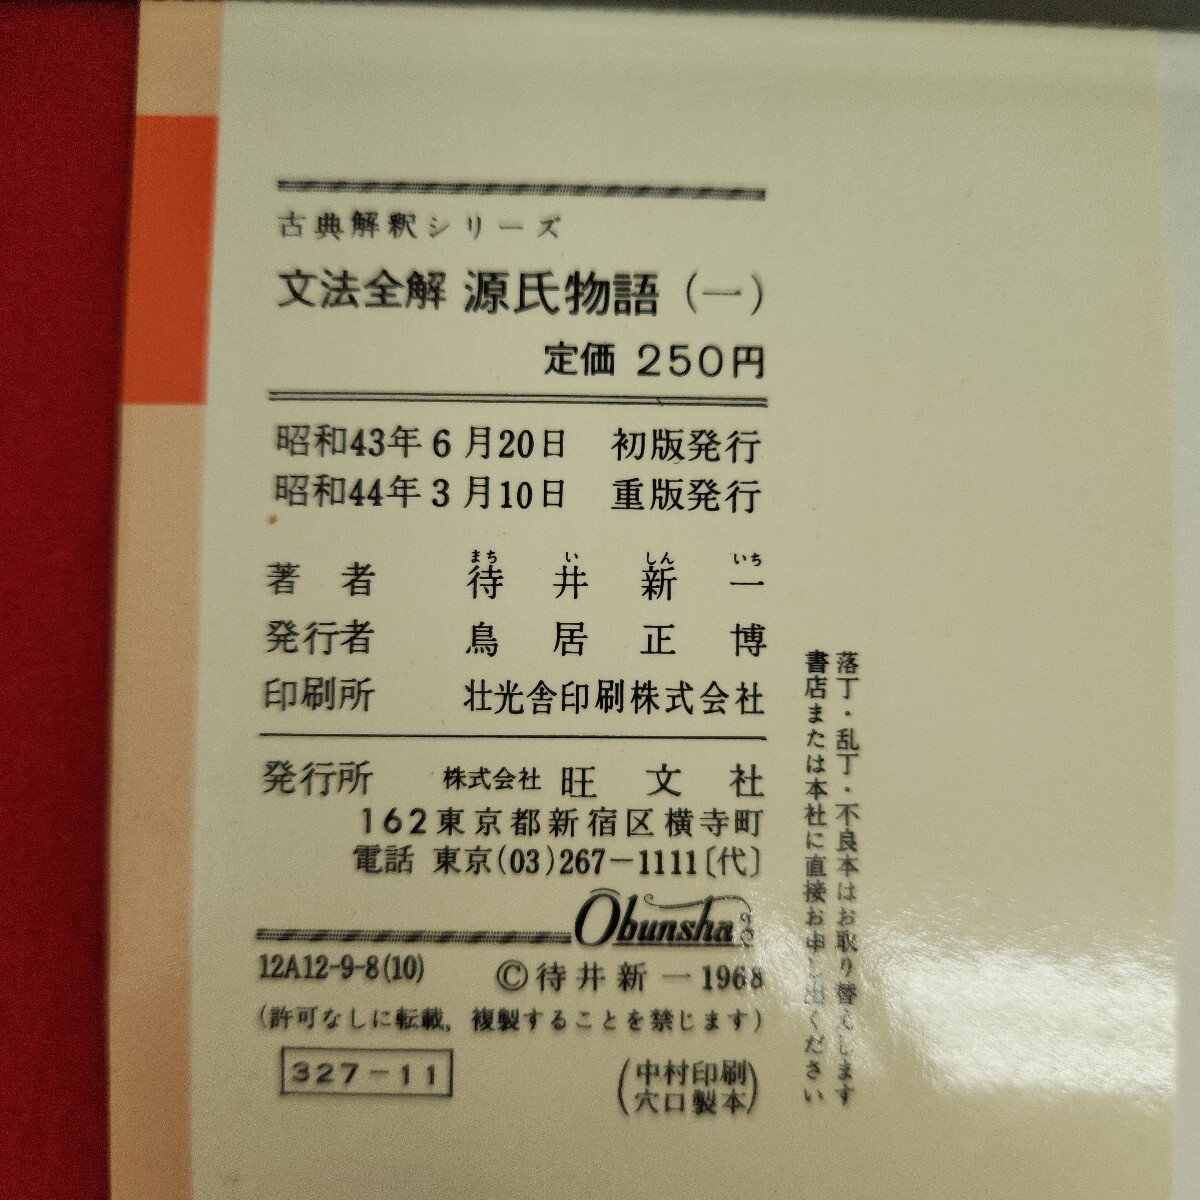 古典解釈シリーズ
文法全解 源氏物語(一)
定価 250円
昭和43年6月20日 初版発行
昭和44年3月10日 重版発行
まち い しん いち
著者 待井新一
発行者 鳥居正博
印刷所 壮光舎印刷株式会社
発行所 株式会社 旺文社
162東京都新宿区横寺町
電話 東京(03)267-1111〔代〕
Obunsha
12A12-9-8(10) ©待井新一1968
(許可なしに転載,複製することを禁じます)
327-11
(中村印刷
穴口製本)
落丁・乱丁・不良本はお取り替えします
書店または本社に直接お申し出ください